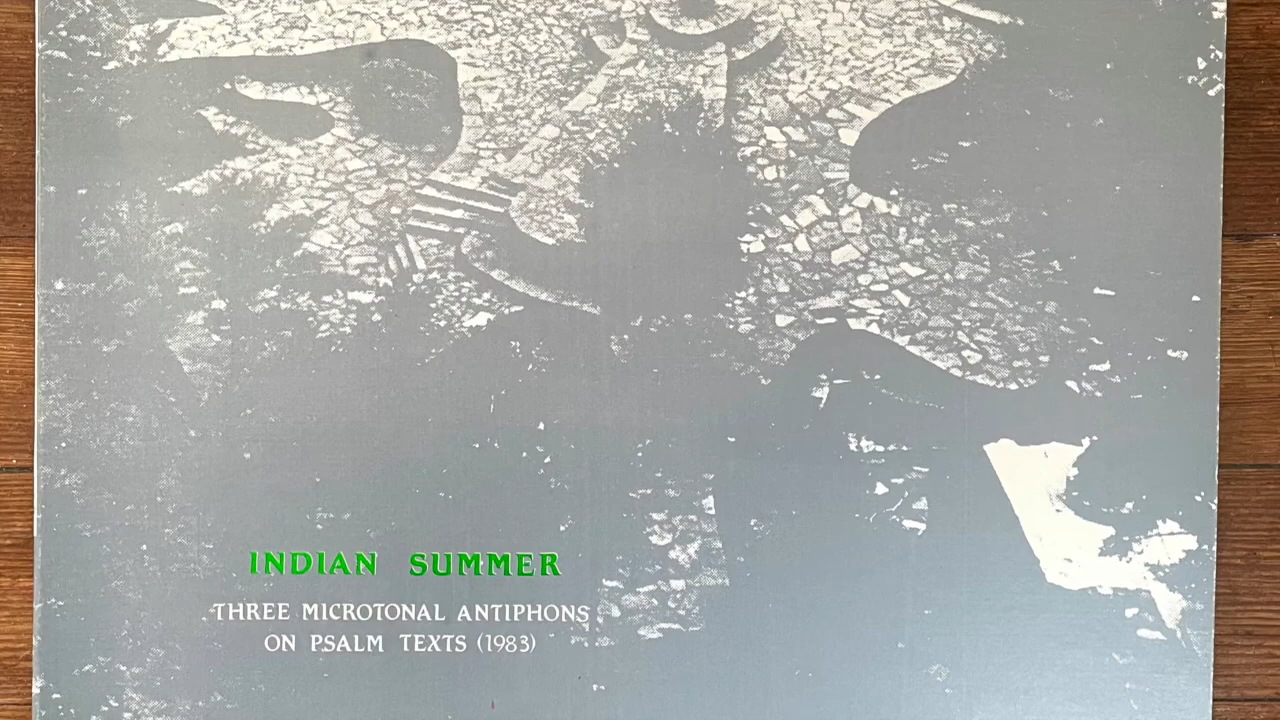 INDIAN SUMMER
THREE MICROTONAL ANTIPHONS
ON PSALM TEXTS (1983)